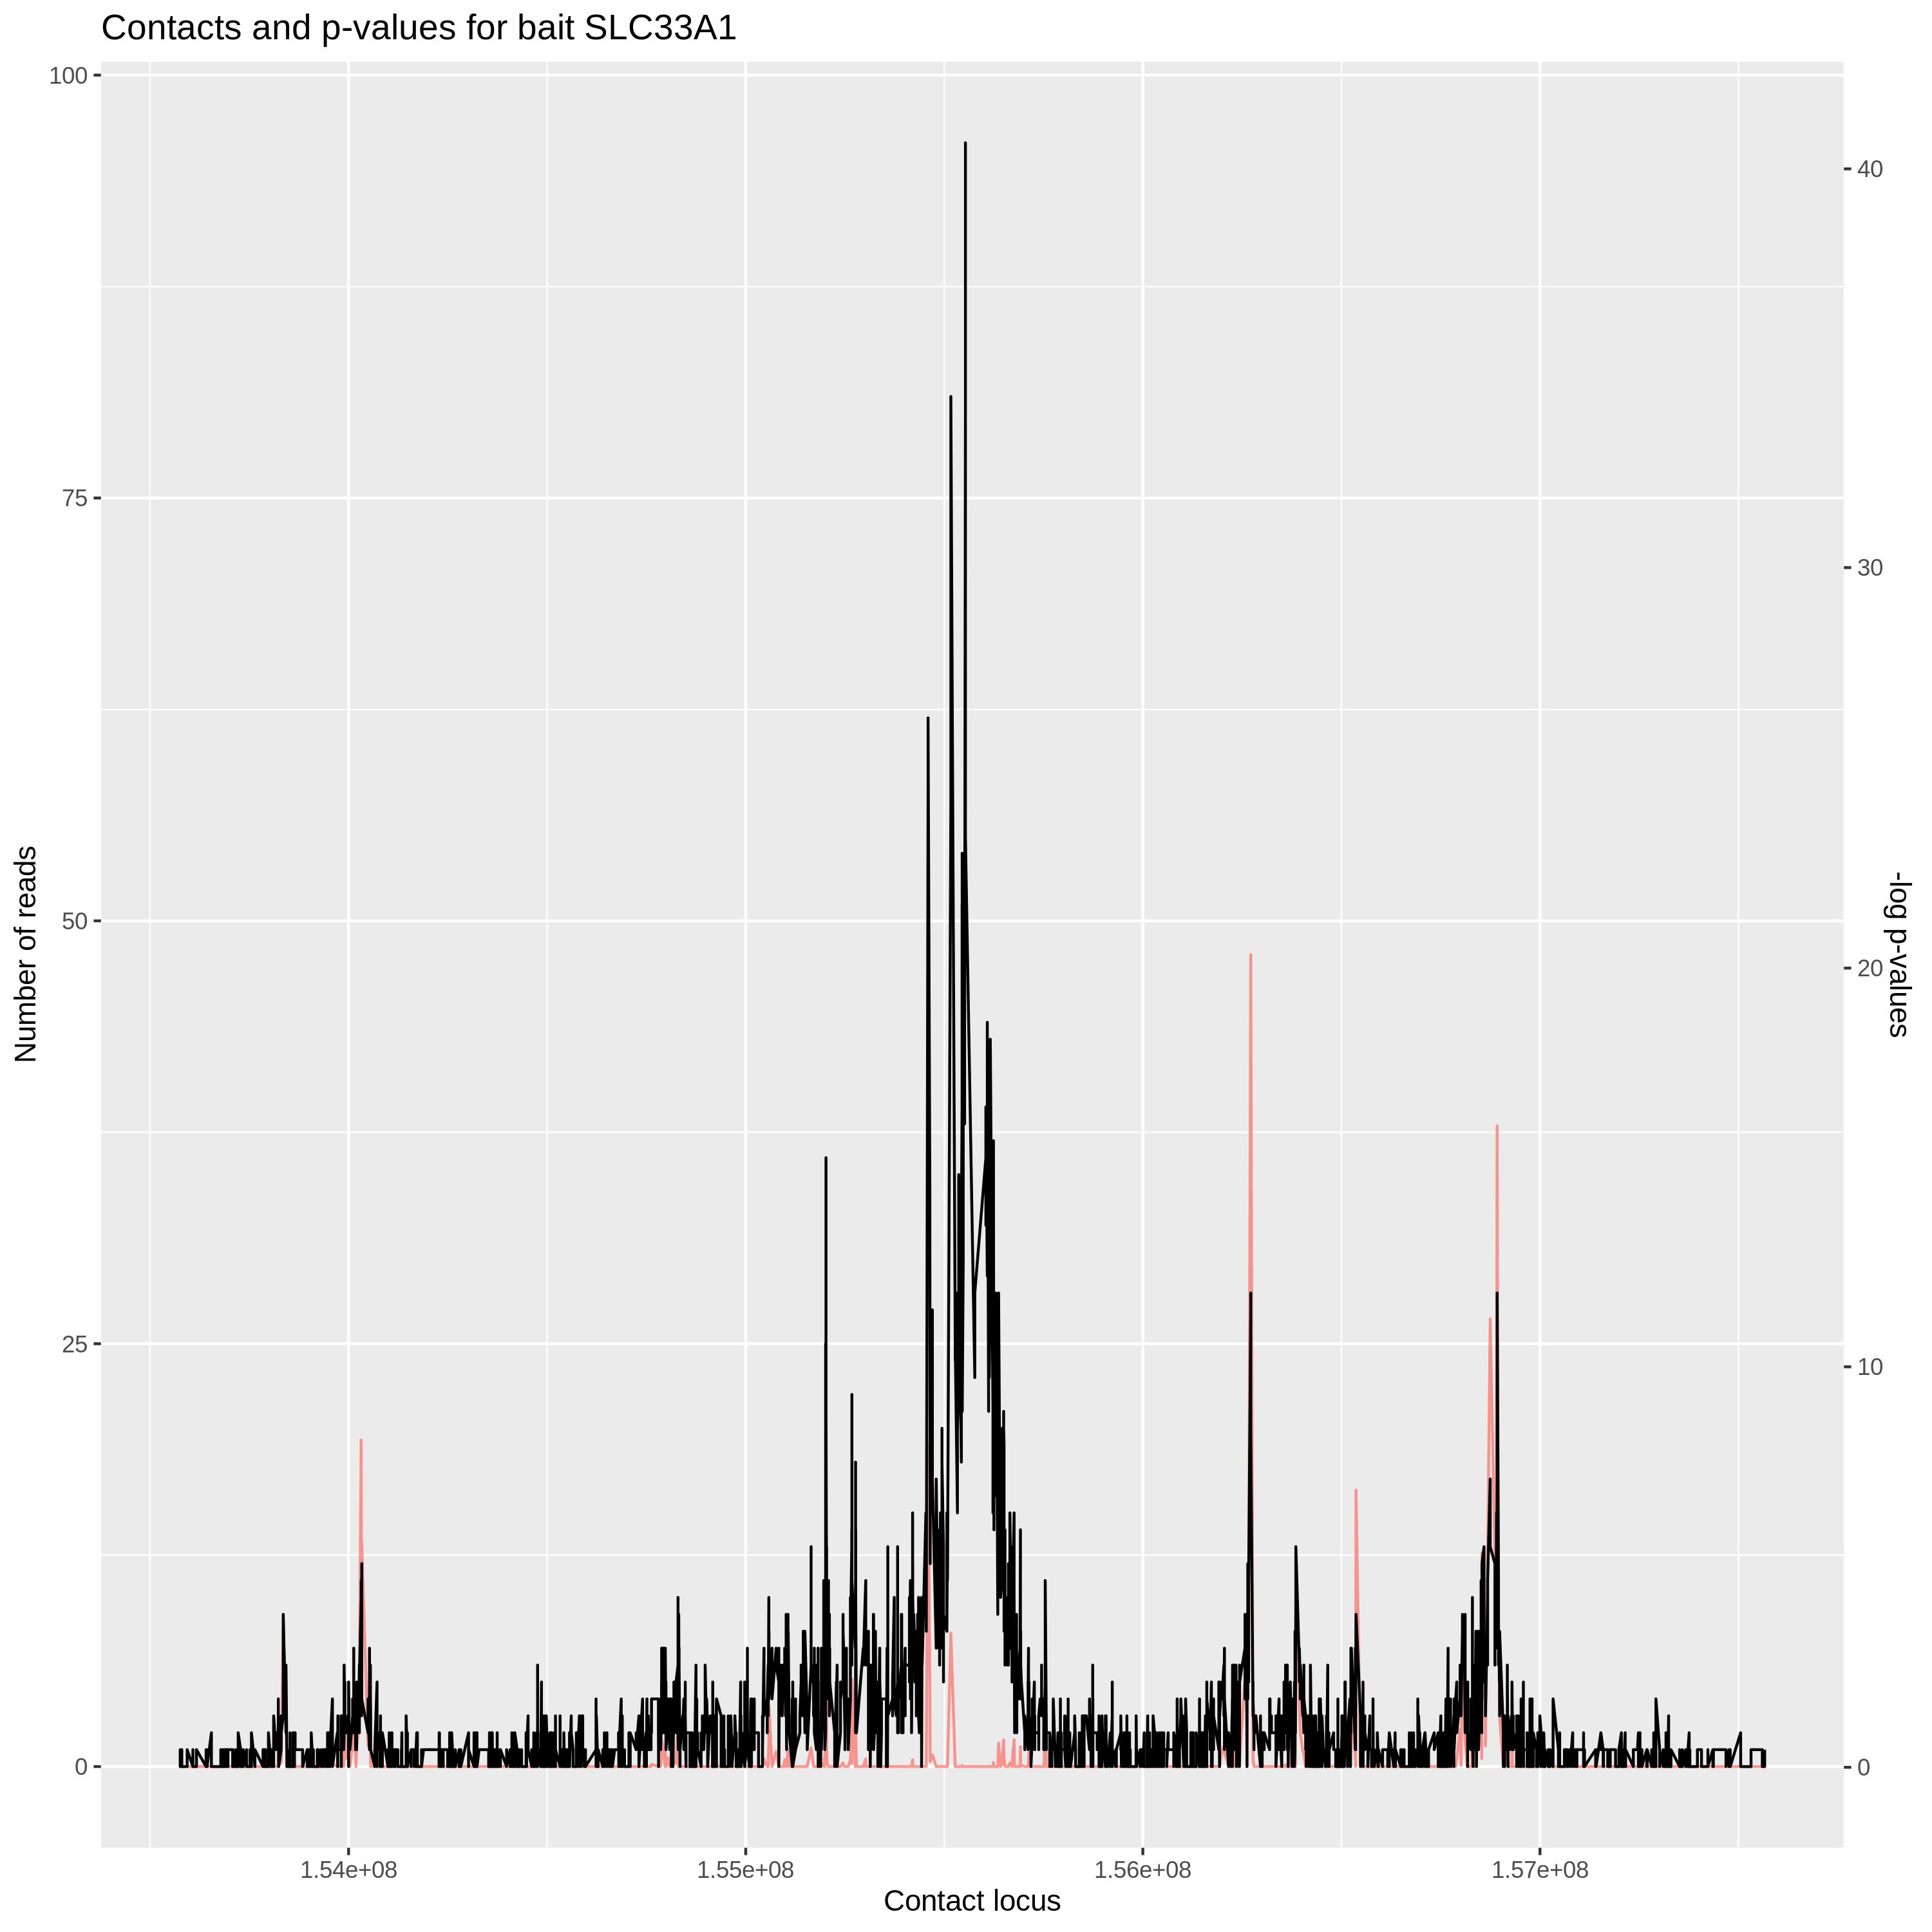 Contacts and p-values for bait SLC33A1
100
75
50
25
0
Number of reads
40
30
20
10
0
-log p-values
1.54e+08
1.55e+08
1.56e+08
1.57e+08
Contact locus